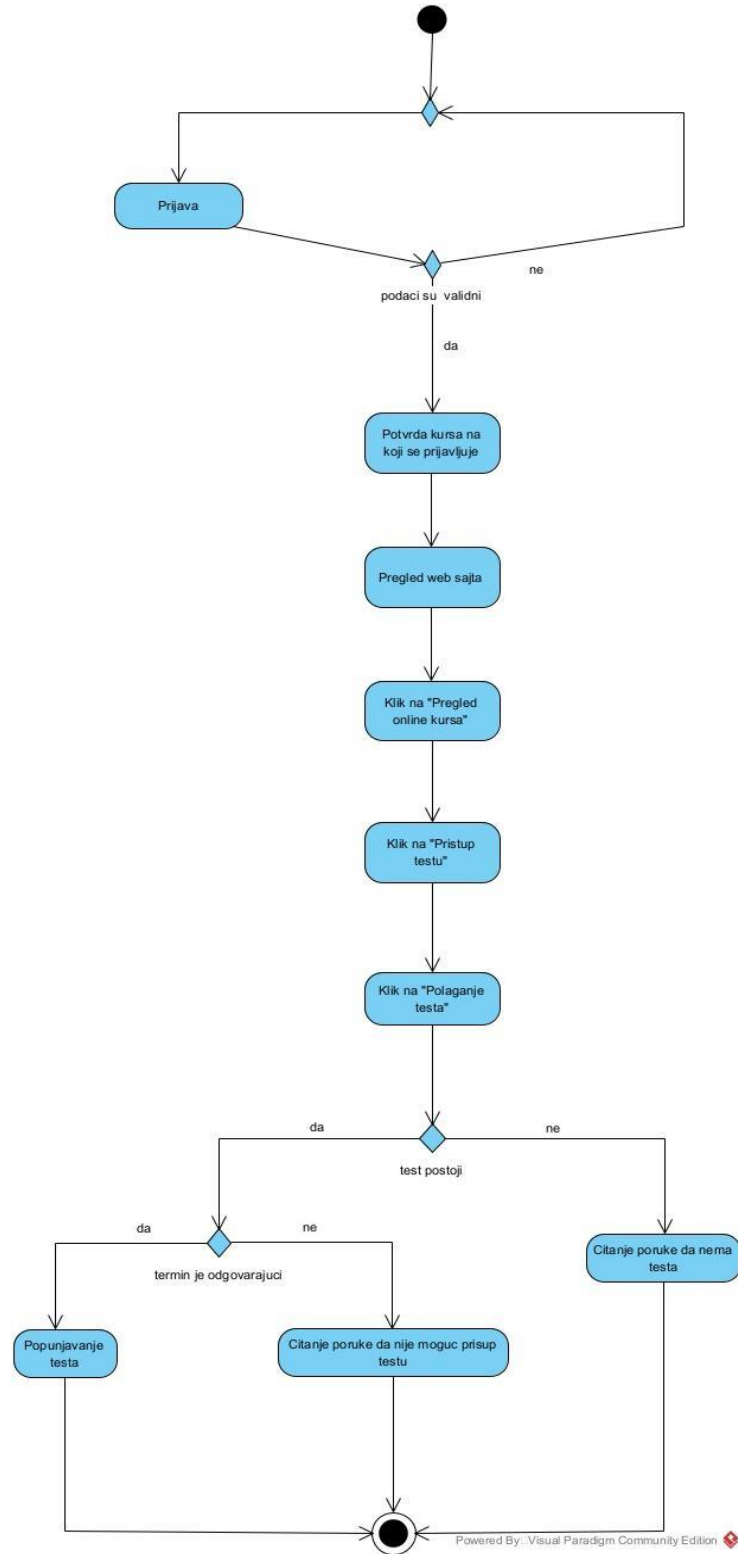 Prijava
ne
podaci su  validni
da
Potvrda kursa na
koji se prijavljuje
Pregled web sajta
Klik na "Pregled
online kursa"
Klik na "Pristup
testu"
Klik na "Polaganje
testa"
da
ne
test postoji
da
ne
termin je odgovarajuci
Citanje poruke da nema
testa
Popunjavanje
testa
Citanje poruke da nije moguc prisup
testu
Powered By: Visual Paradigm Community Edition